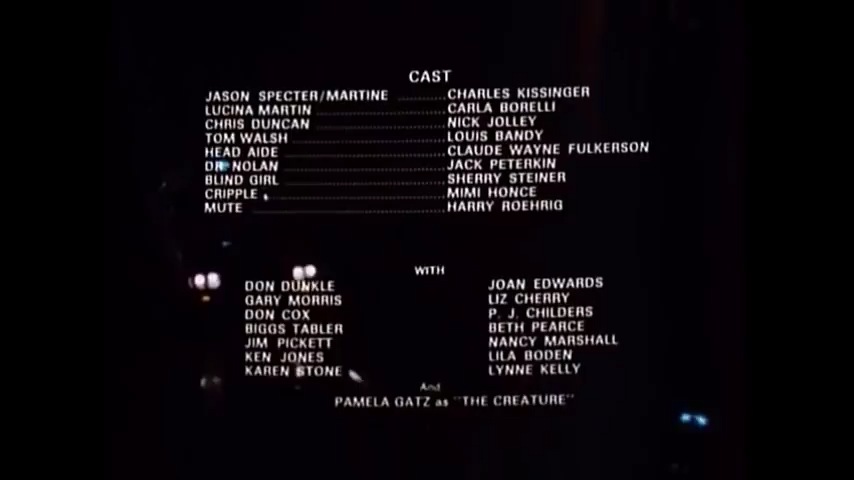 CAST
JASON SPECTER/MARTINE ............ CHARLES KISSINGER
LUCINA MARTIN ............ CARLA BORELLI
CHRIS DUNCAN ............ NICK JOLLEY
TOM WALSH ............ LOUIS BANDY
HEAD AIDE ............ CLAUDE WAYNE FULKERSON
DR NOLAN ............ JACK PETERKIN
BLIND GIRL ............ SHERRY STEINER
CRIPPLE ............ MIMI HONCE
MUTE ............ HARRY ROEHRIG
WITH
DON DUNKLE JOAN EDWARDS
GARY MORRIS LIZ CHERRY
DON COX P. J. CHILDERS
BIGGS TABLER BETH PEARCE
JIM PICKETT NANCY MARSHALL
KEN JONES LILA BODEN
KAREN STONE LYNNE KELLY
And
PAMELA GATZ as "THE CREATURE"